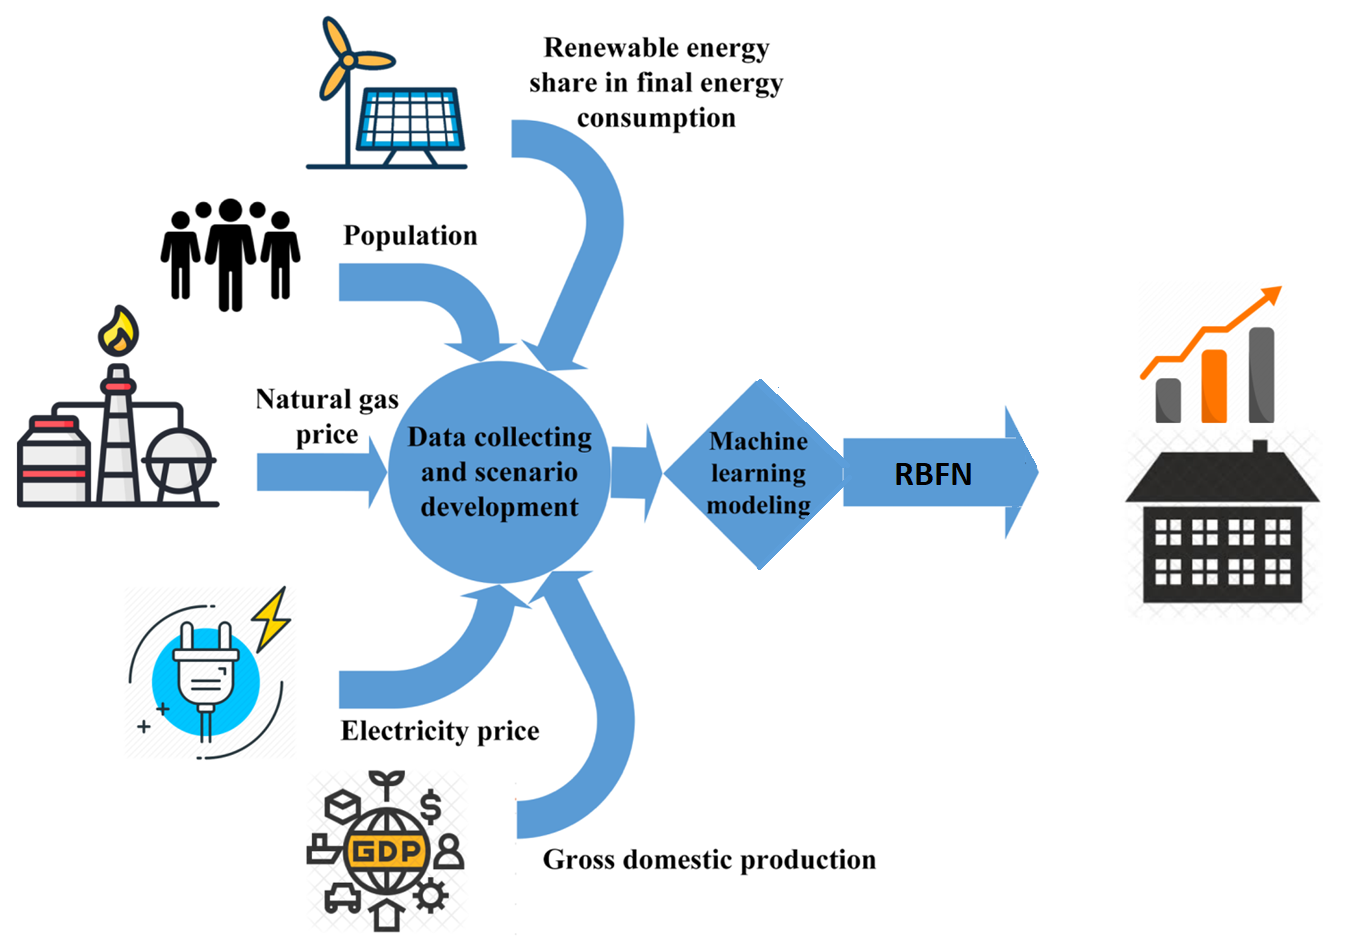 Renewable energy
share in final energy
consumption
Population
Natural gas
price
Data collecting
and scenario
development
Machine
learning
modeling
RBFN
Electricity price
GDP
$
Gross domestic production